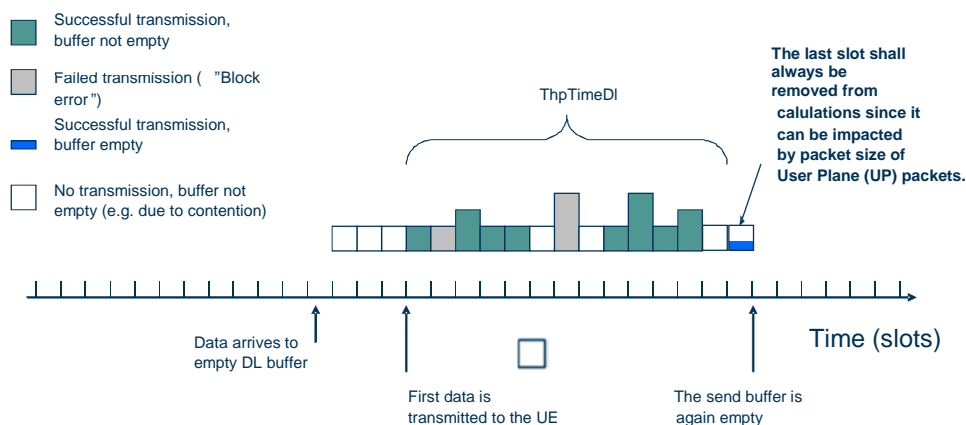 Successful transmission,
buffer not empty
Failed transmission ( ”Block
error”)
Successful transmission,
buffer empty
No transmission, buffer not
empty (e.g. due to contention)
ThpTimeDl
The last slot shall
always be
removed from
calulations since it
can be impacted
by packet size of
User Plane (UP) packets.
Data arrives to
empty DL buffer
First data is
transmitted to the UE
The send buffer is
again empty
Time (slots)